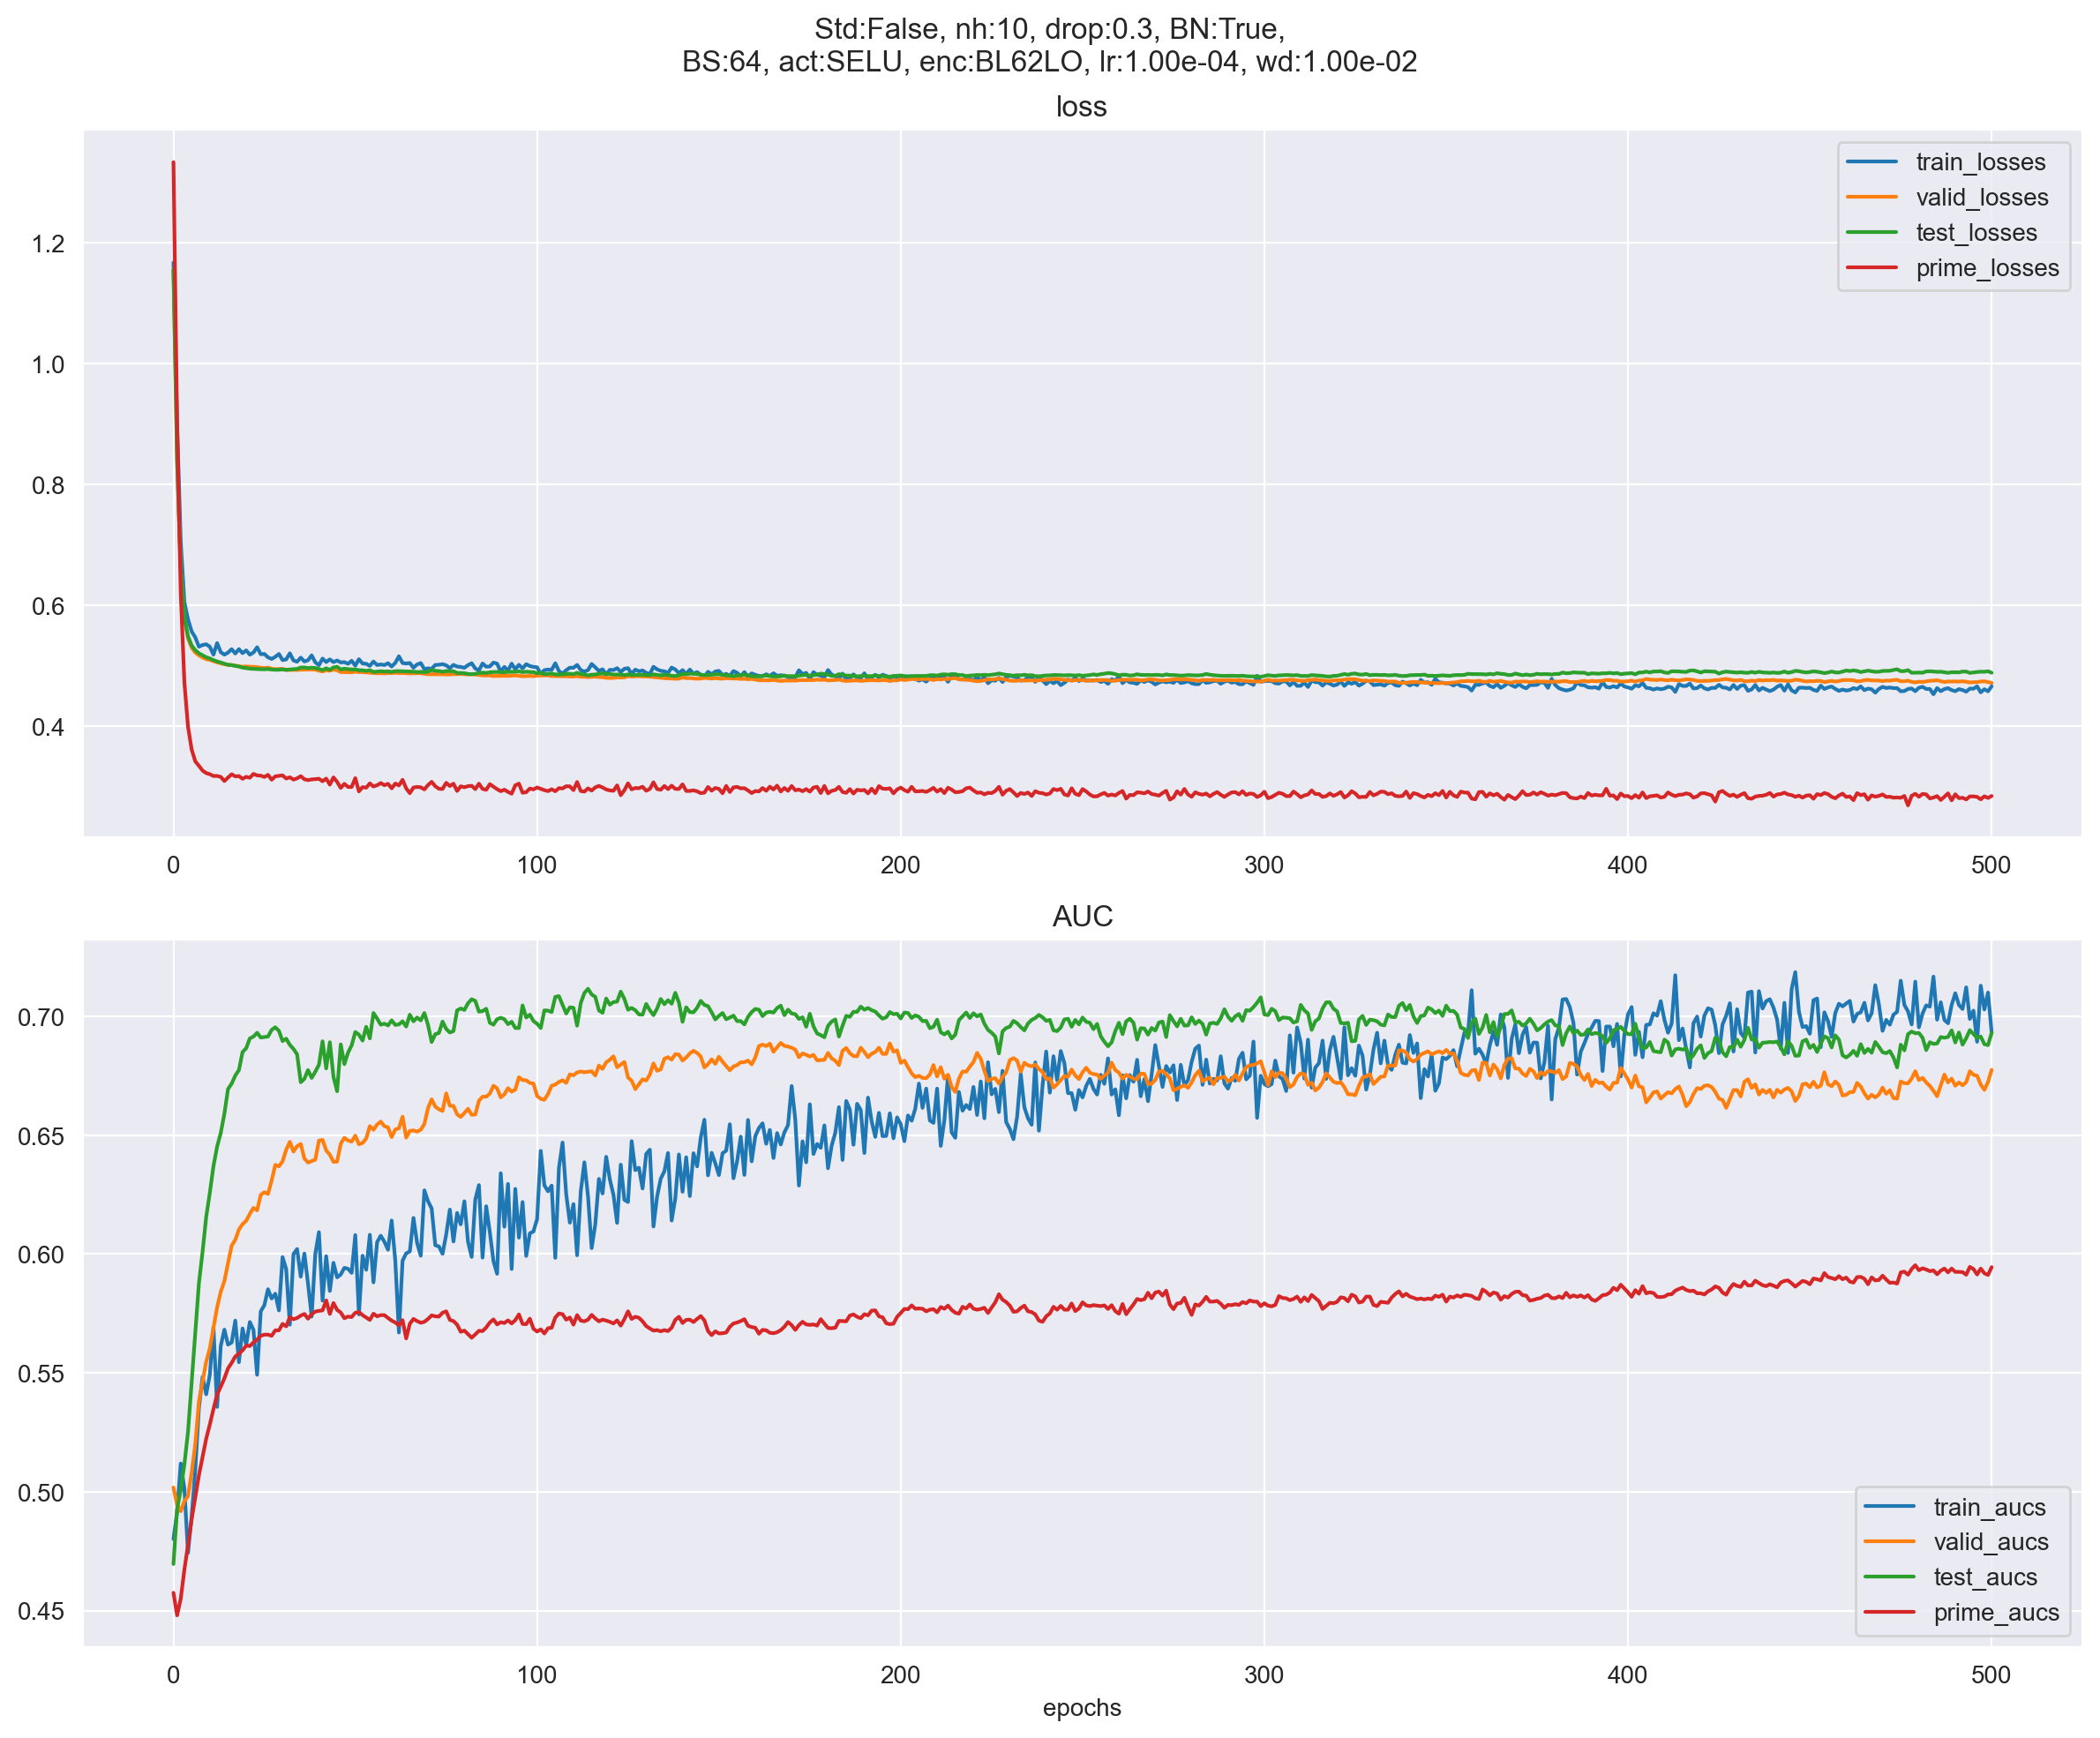 Std:False, nh:10, drop:0.3, BN:True,
BS:64, act:SELU, enc:BL62LO, lr:1.00e-04, wd:1.00e-02
loss
train_losses
valid_losses
test_losses
prime_losses
1.2
1.0
0.8
0.6
0.4
0 100 200 300 400 500
AUC
0.70
0.65
0.60
0.55
0.50
0.45
train_aucs
valid_aucs
test_aucs
prime_aucs
0 100 200 300 400 500
epochs